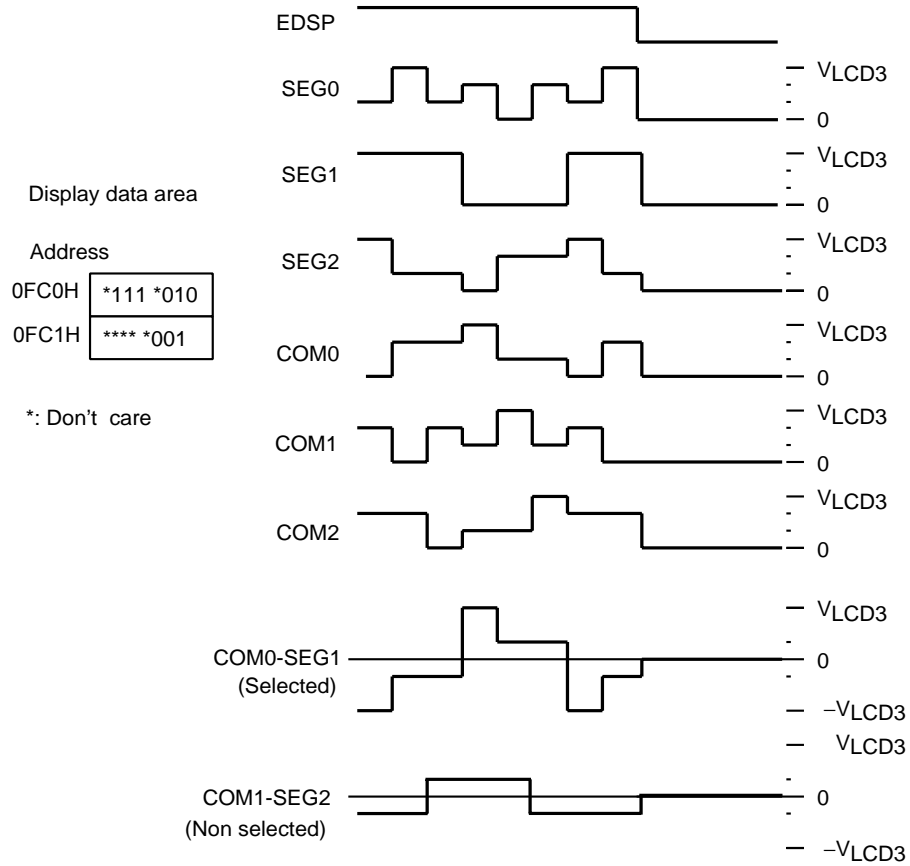 EDSP
VLCD3
SEG0
0
VLCD3
SEG1
Display data area
0
VLCD3
Address
SEG2
0FC0H *111 *010
0
0FC1H **** *001
VLCD3
COM0
0
*: Don't care
VLCD3
COM1
0
VLCD3
COM2
0
VLCD3
COM0-SEG1
0
(Selected)
−VLCD3
VLCD3
COM1-SEG2
0
(Non selected)
−VLCD3